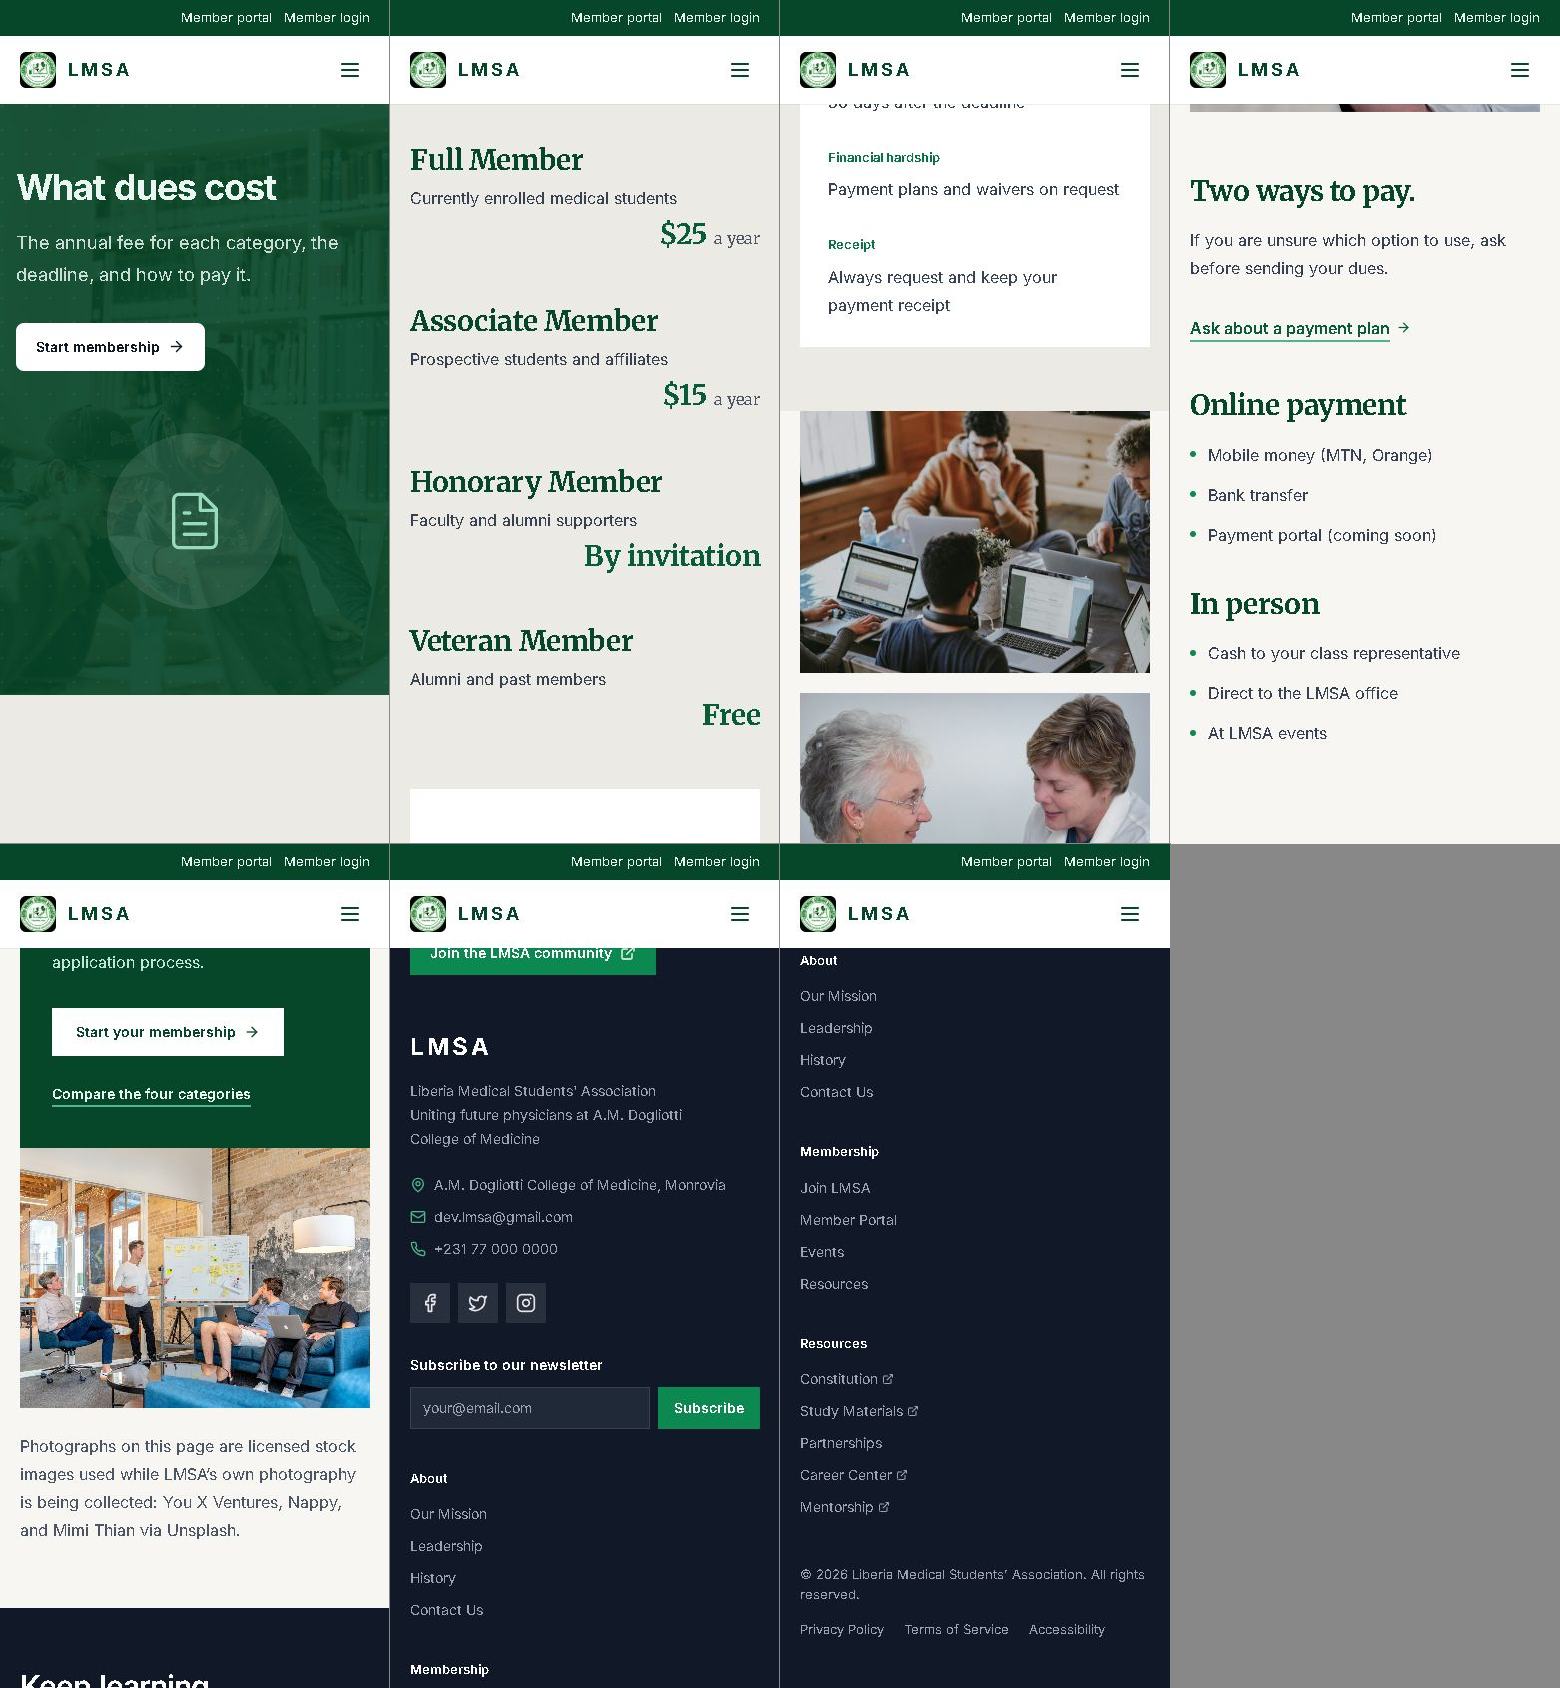 Member portal Member login
LMSA
What dues cost
The annual fee for each category, the
deadline, and how to pay it.
Start membership
Member portal Member login
LMSA
Full Member
Currently enrolled medical students
$25 a year
Associate Member
Prospective students and affiliates
$15 a year
Honorary Member
Faculty and alumni supporters
By invitation
Veteran Member
Alumni and past members
Free
Member portal Member login
LMSA
30 days after the deadline
Financial hardship
Payment plans and waivers on request
Receipt
Always request and keep your
payment receipt
Member portal Member login
LMSA
Two ways to pay.
If you are unsure which option to use, ask
before sending your dues.
Ask about a payment plan
Online payment
Mobile money (MTN, Orange)
Bank transfer
Payment portal (coming soon)
In person
Cash to your class representative
Direct to the LMSA office
At LMSA events
Member portal Member login
LMSA
application process.
Start your membership
Compare the four categories
Photographs on this page are licensed stock
images used while LMSA’s own photography
is being collected: You X Ventures, Nappy,
and Mimi Thian via Unsplash.
Keep learning
Member portal Member login
LMSA
Join the LMSA community
LMSA
Liberia Medical Students' Association
Uniting future physicians at A.M. Dogliotti
College of Medicine
A.M. Dogliotti College of Medicine, Monrovia
dev.lmsa@gmail.com
+231 77 000 0000
Subscribe to our newsletter
your@email.com
Subscribe
About
Our Mission
Leadership
History
Contact Us
Membership
Member portal Member login
LMSA
About
Our Mission
Leadership
History
Contact Us
Membership
Join LMSA
Member Portal
Events
Resources
Resources
Constitution
Study Materials
Partnerships
Career Center
Mentorship
© 2026 Liberia Medical Students' Association. All rights
reserved.
Privacy Policy Terms of Service Accessibility